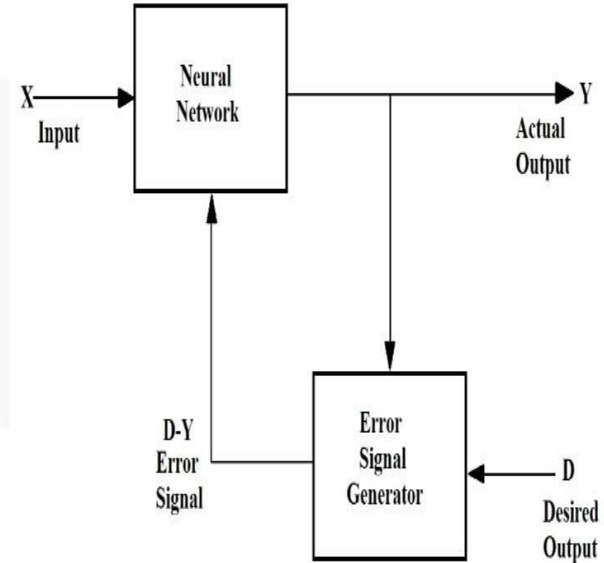 Neural
Network
X
Input
Y
Actual
Output
D-Y
Error
Signal
Error
Signal
Generator
D
Desired
Output